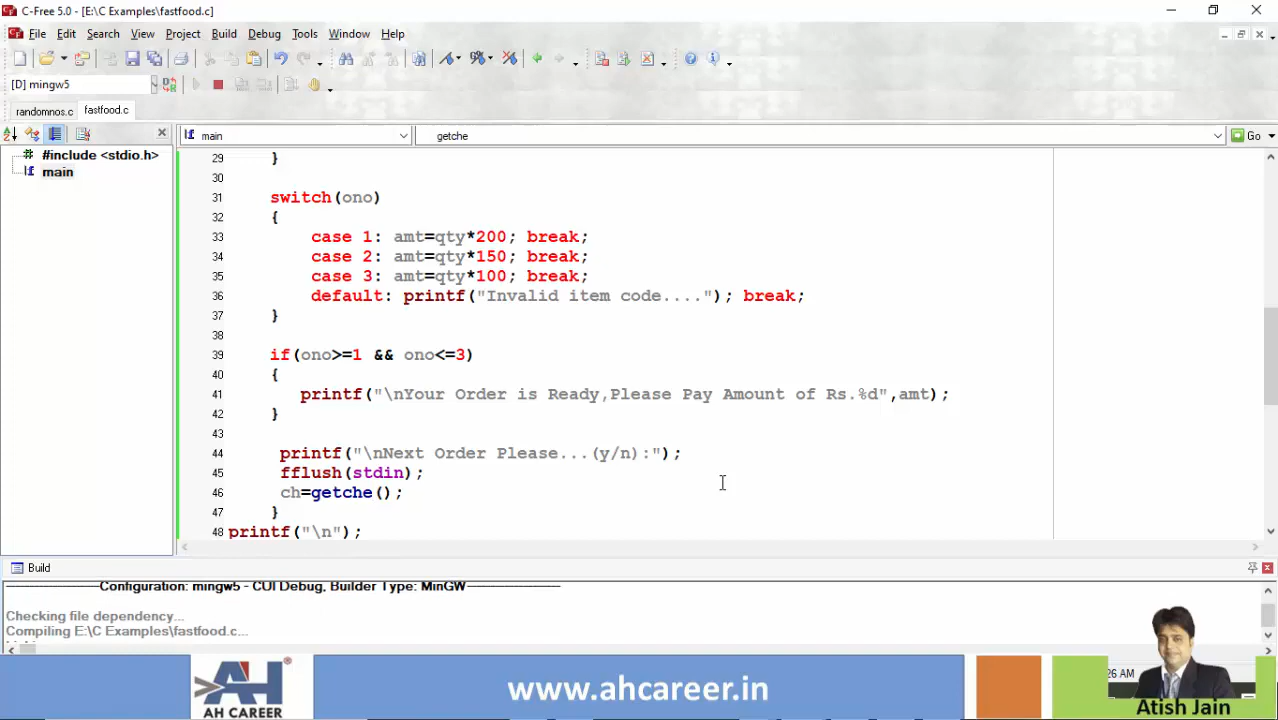 C-Free 5.0 - [E:\C Examples\fastfood.c]
File Edit Search View Project Build Debug Tools Window Help
[D] mingw5
randomnos.c fastfood.c
main getche Go
#include <stdio.h>
main
29 }
30
31 switch(ono)
32 {
33 case 1: amt=qty*200; break;
34 case 2: amt=qty*150; break;
35 case 3: amt=qty*100; break;
36 default: printf("Invalid item code...."); break;
37 }
38
39 if(ono>=1 && ono<=3)
40 {
41 printf("\nYour Order is Ready,Please Pay Amount of Rs.%d",amt);
42 }
43
44 printf("\nNext Order Please...(y/n):");
45 fflush(stdin);
46 ch=getche();
47 }
48 printf("\n");
Build
Configuration: mingw5 - CUI Debug, Builder Type: MinGW
Checking file dependency...
Compiling E:\C Examples\fastfood.c...
AH
AH CAREER
www.ahcareer.in
26 AM
Atish Jain